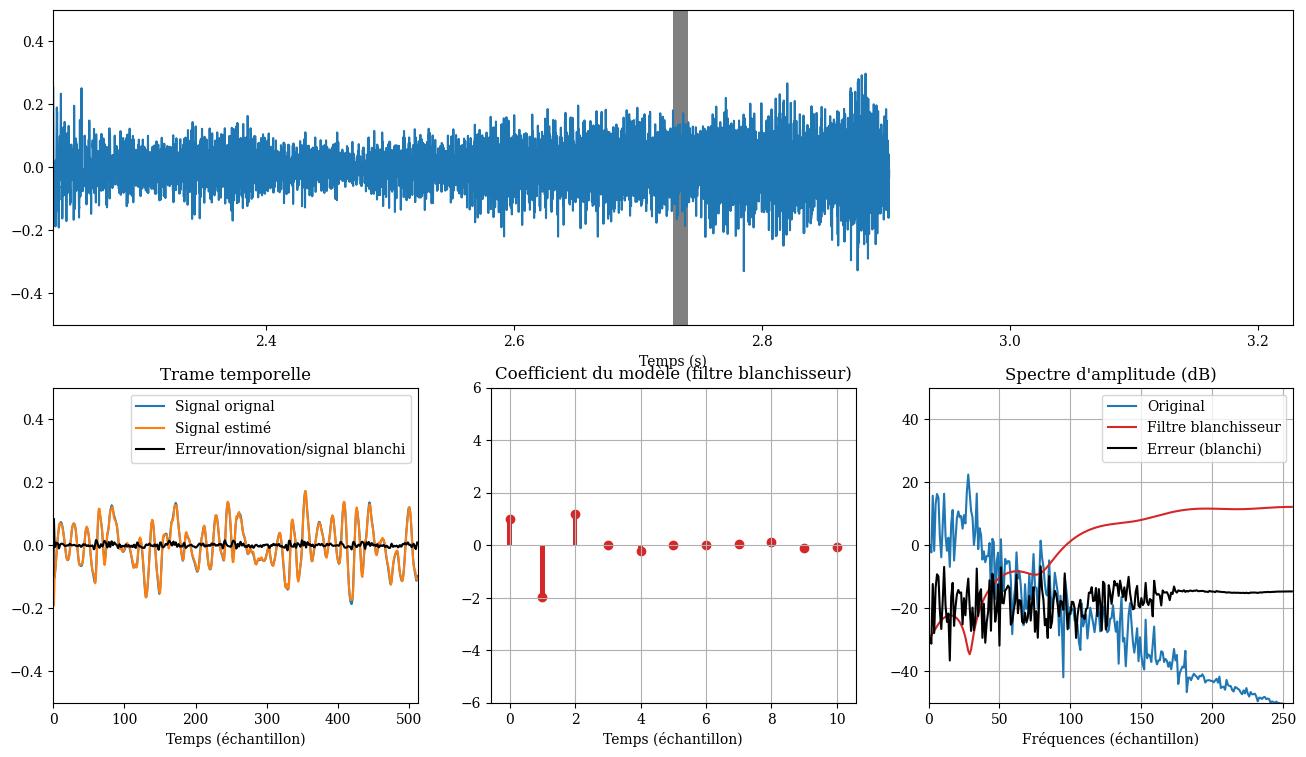 0.4
0.2
0.0
−0.2
−0.4
2.4 2.6 2.8 3.0 3.2
Temps (s)
Trame temporelle
0.4
0.2
0.0
−0.2
−0.4
Signal orignal
Signal estimé
Erreur/innovation/signal blanchi
0 100 200 300 400 500
Temps (échantillon)
Coefficient du modèle (filtre blanchisseur)
6
4
2
0
−2
−4
−6
0 2 4 6 8 10
Temps (échantillon)
Spectre d'amplitude (dB)
40
20
0
−20
−40
Original
Filtre blanchisseur
Erreur (blanchi)
0 50 100 150 200 250
Fréquences (échantillon)